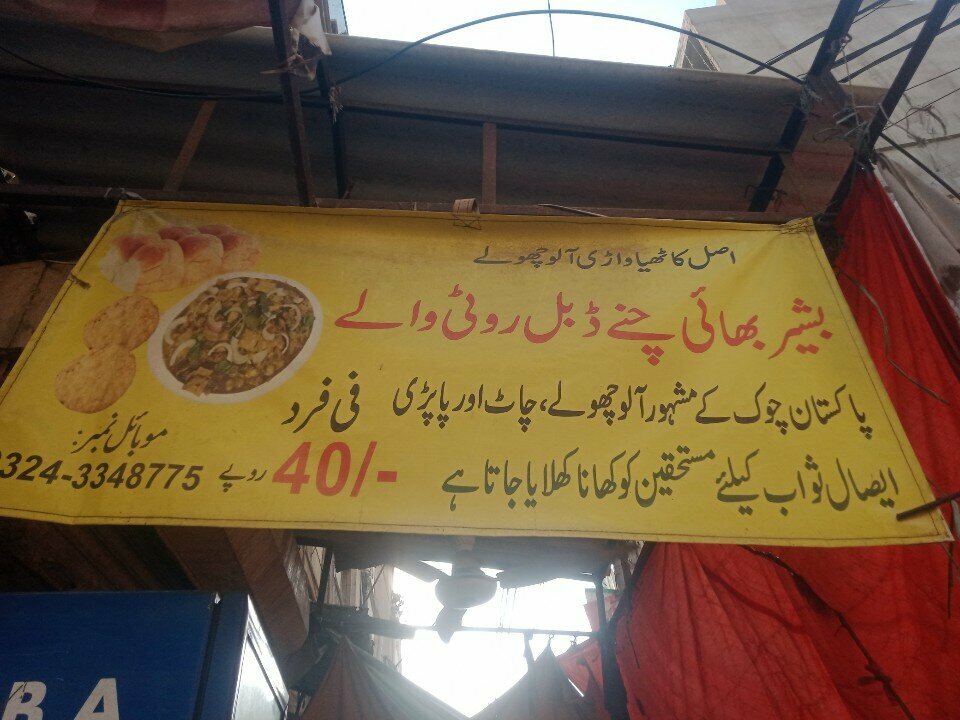 اصل کاٹھیاواڑی آلو چھولے
بشیر بھائی چنے ڈبل روٹی والے
پاکستان چوک کے مشہور آلو چھولے، چاٹ اور پاپڑی
ایصال ثواب کیلئے مستحقین کو کھانا کھلایا جاتا ہے
فی فرد
40/- روپے
موبائل نمبر:
0324-3348775
RA